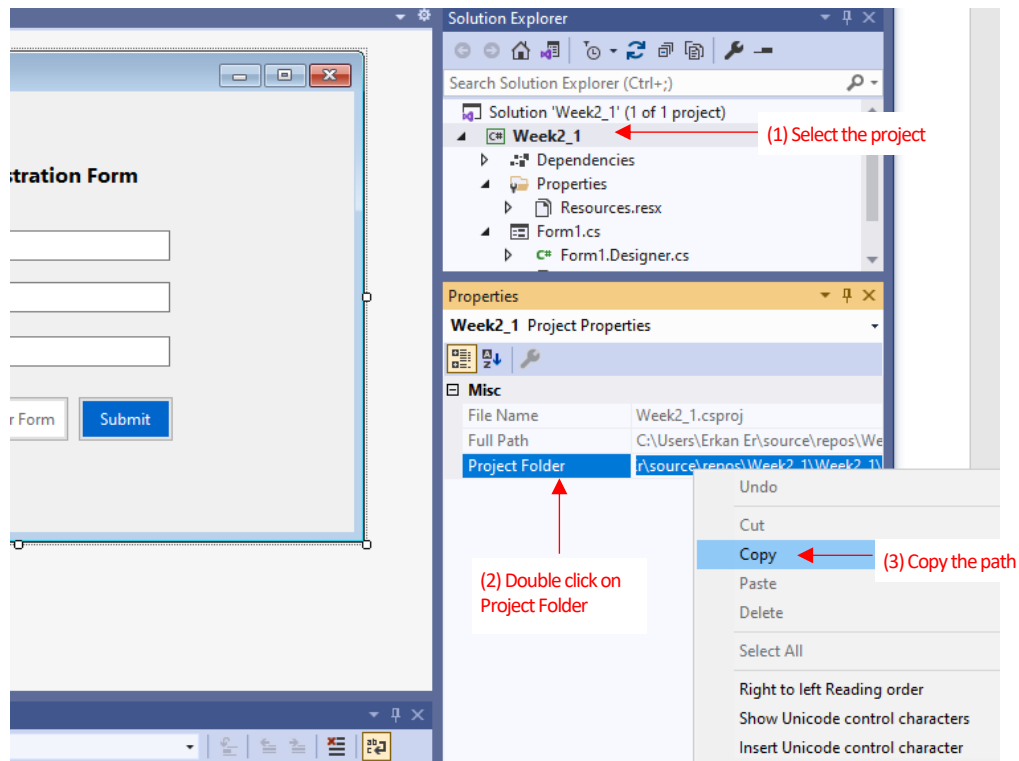 Solution Explorer
Search Solution Explorer (Ctrl+;)
Solution 'Week2_1' (1 of 1 project)
C# Week2_1
(1) Select the project
Dependencies
Properties
Resources.resx
Form1.cs
C# Form1.Designer.cs
stration Form
r Form
Submit
Properties
Week2_1 Project Properties
Misc
File Name Week2_1.csproj
Full Path C:\Users\Erkan Er\source\repos\We
Project Folder r\source\repos\Week2_1\Week2_1\
Undo
Cut
Copy
(3) Copy the path
Paste
Delete
Select All
Right to left Reading order
Show Unicode control characters
Insert Unicode control character
(2) Double click on
Project Folder